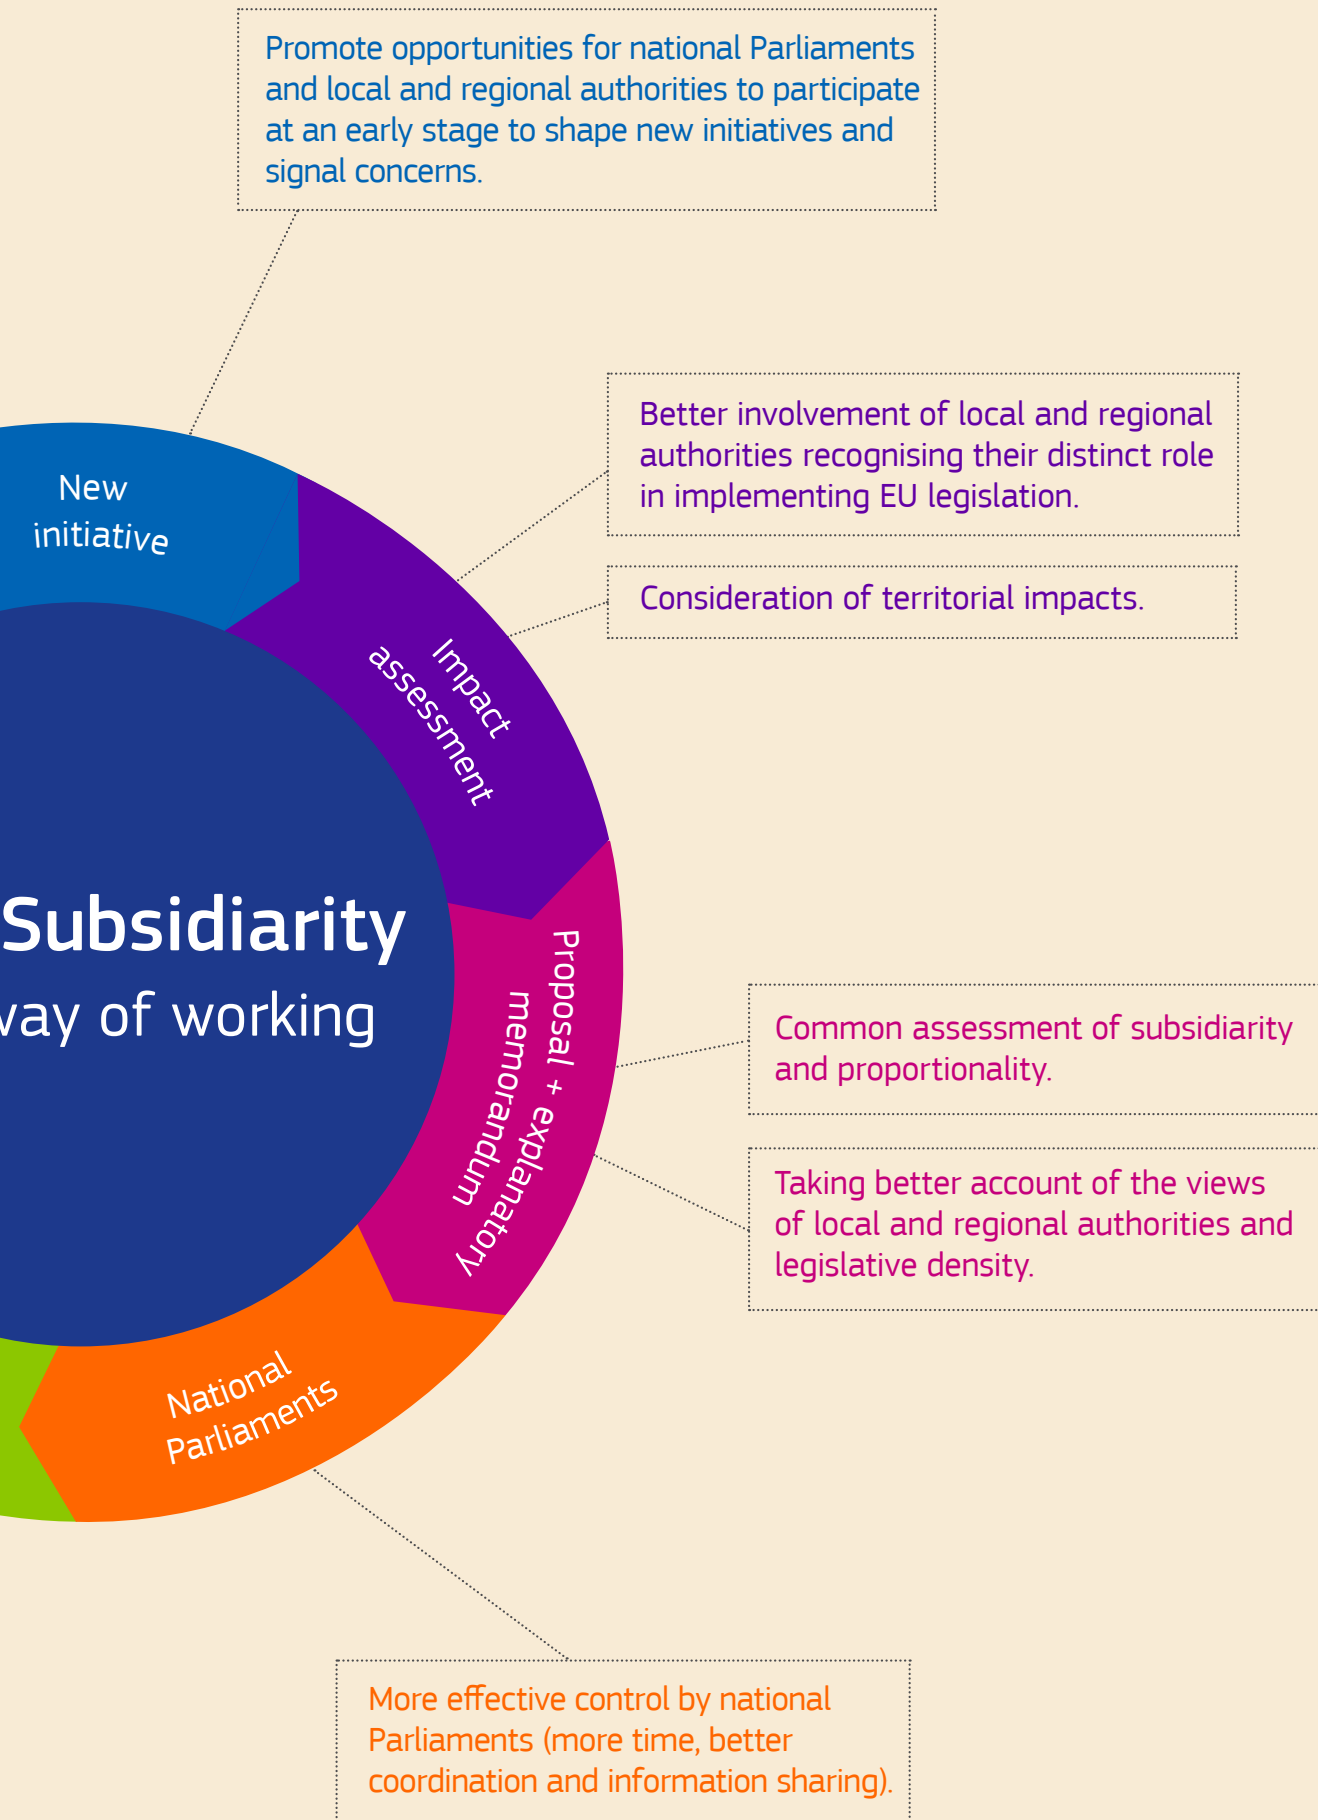 Promote opportunities for national Parliaments
and local and regional authorities to participate
at an early stage to shape new initiatives and
signal concerns.
New
initiative
Better involvement of local and regional
authorities recognising their distinct role
in implementing EU legislation.
Consideration of territorial impacts.
Impact
assessment
Subsidiarity
of working
Proposal + explanatory
memorandum
Common assessment of subsidiarity
and proportionality.
Taking better account of the views
of local and regional authorities and
legislative density.
National
Parliaments
More effective control by national
Parliaments (more time, better
coordination and information sharing).